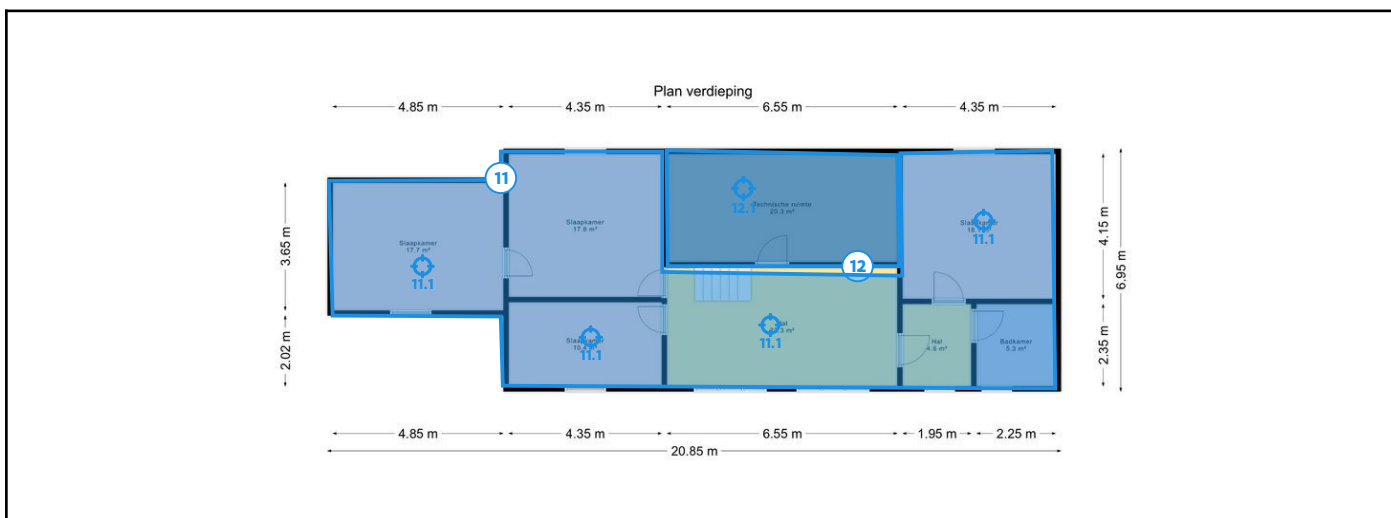 Plan verdieping
4.85 m
4.35 m
6.55 m
4.35 m
11
Slaapkamer
17.8 m²
12.1
Technische ruimte
20.3 m²
11.1
3.65 m
Slaapkamer
17.7 m²
11.1
4.15 m
6.95 m
12
2.02 m
Slaapkamer
11.1
11.1
Hal
4.6 m²
Badkamer
5.3 m²
2.35 m
4.85 m
4.35 m
6.55 m
1.95 m
2.25 m
20.85 m